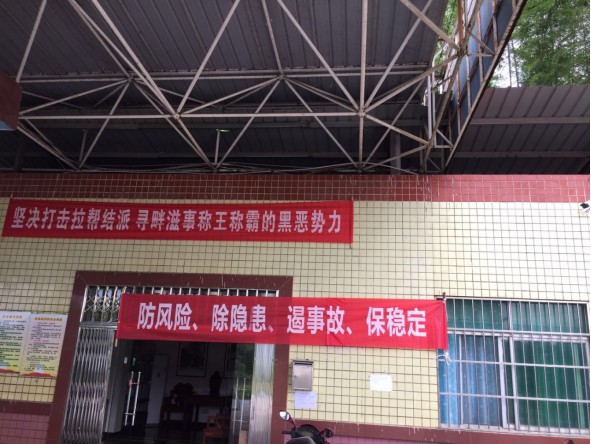 坚决打击拉帮结派 寻衅滋事称王称霸的黑恶势力
防风险、除隐患、遏事故、保稳定